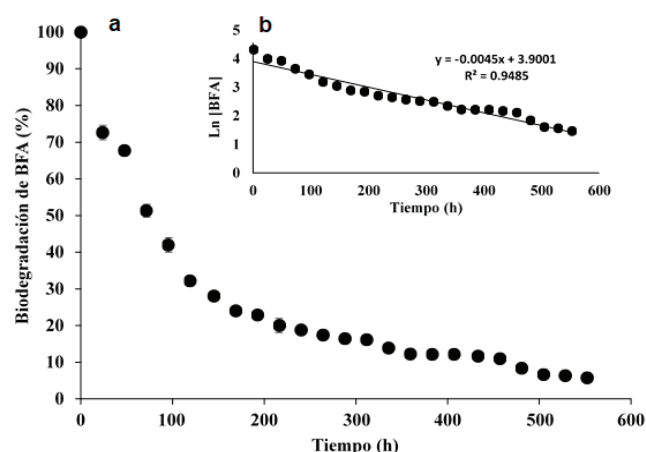 a
b
100
90
80
70
60
50
40
30
20
10
0
Biodegradación de BFA (%)
0 100 200 300 400 500 600
Tiempo (h)
5
4
3
2
1
0
Ln [BFA]
y = -0.0045x + 3.9001
R² = 0.9485
0 100 200 300 400 500 600
Tiempo (h)